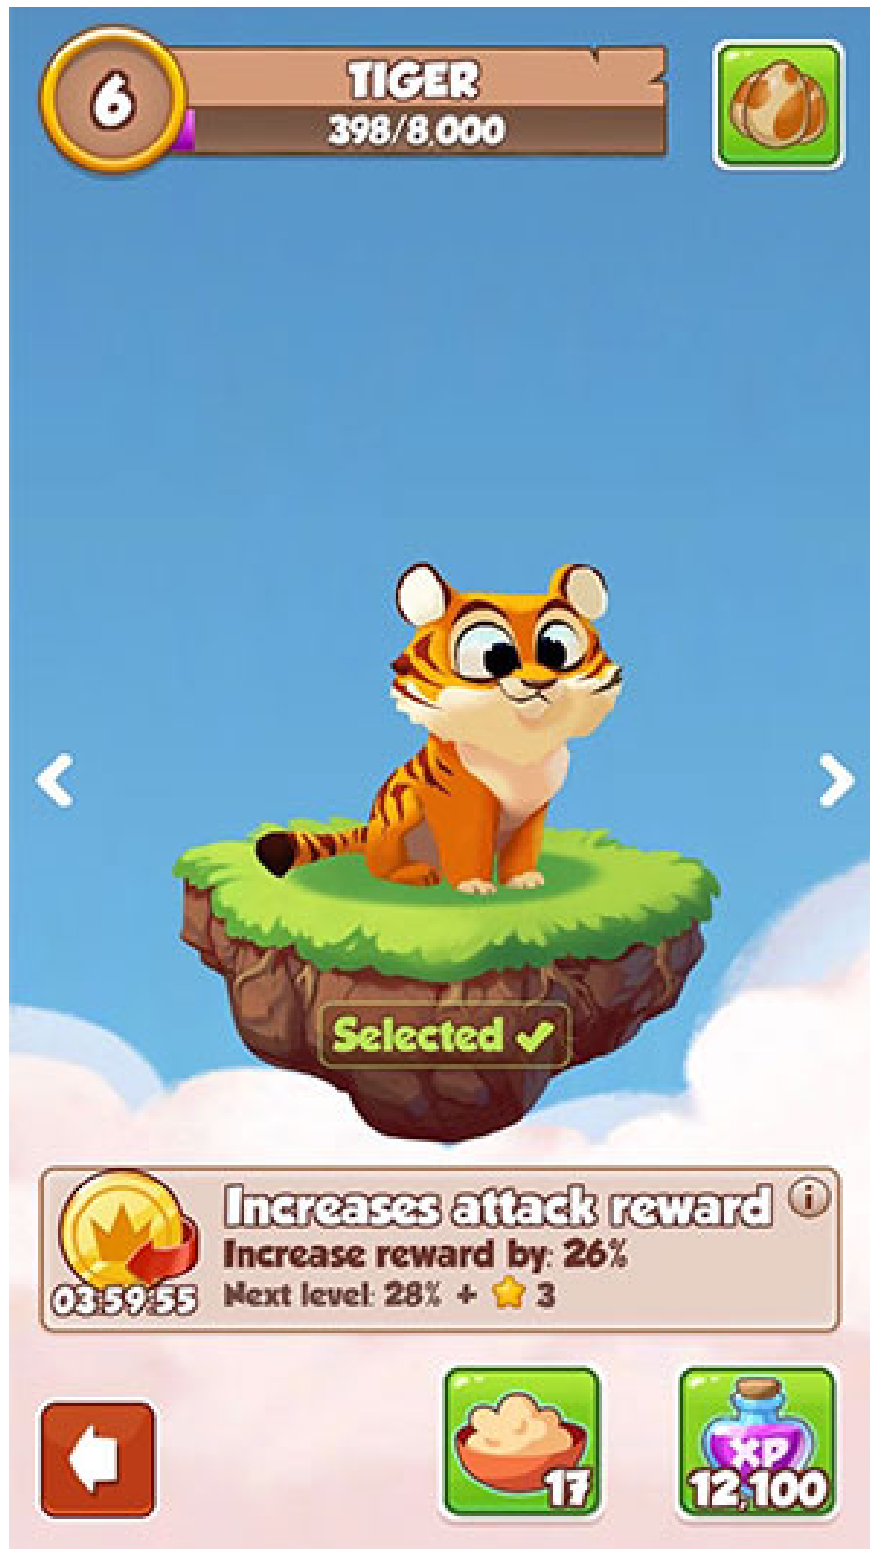 6
TIGER
398/8,000
Selected
Increases attack reward
i
Increase reward by: 26%
03:59:55
Next level: 28% + 3
17
XP
12,100